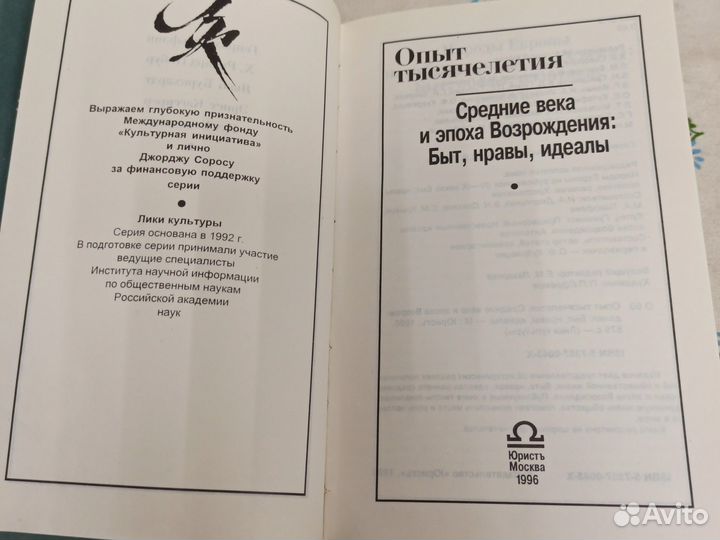 Выражаем глубокую признательность
Международному фонду
«Культурная инициатива»
и лично
Джорджу Соросу
за финансовую поддержку
серии
Лики культуры
Серия основана в 1992 г.
В подготовке серии принимали участие
ведущие специалисты
Института научной информации
по общественным наукам
Российской академии
наук
Опыт
тысячелетия
Средние века
и эпоха Возрождения:
Быт, нравы, идеалы
Юристъ
Москва
1996
Avito